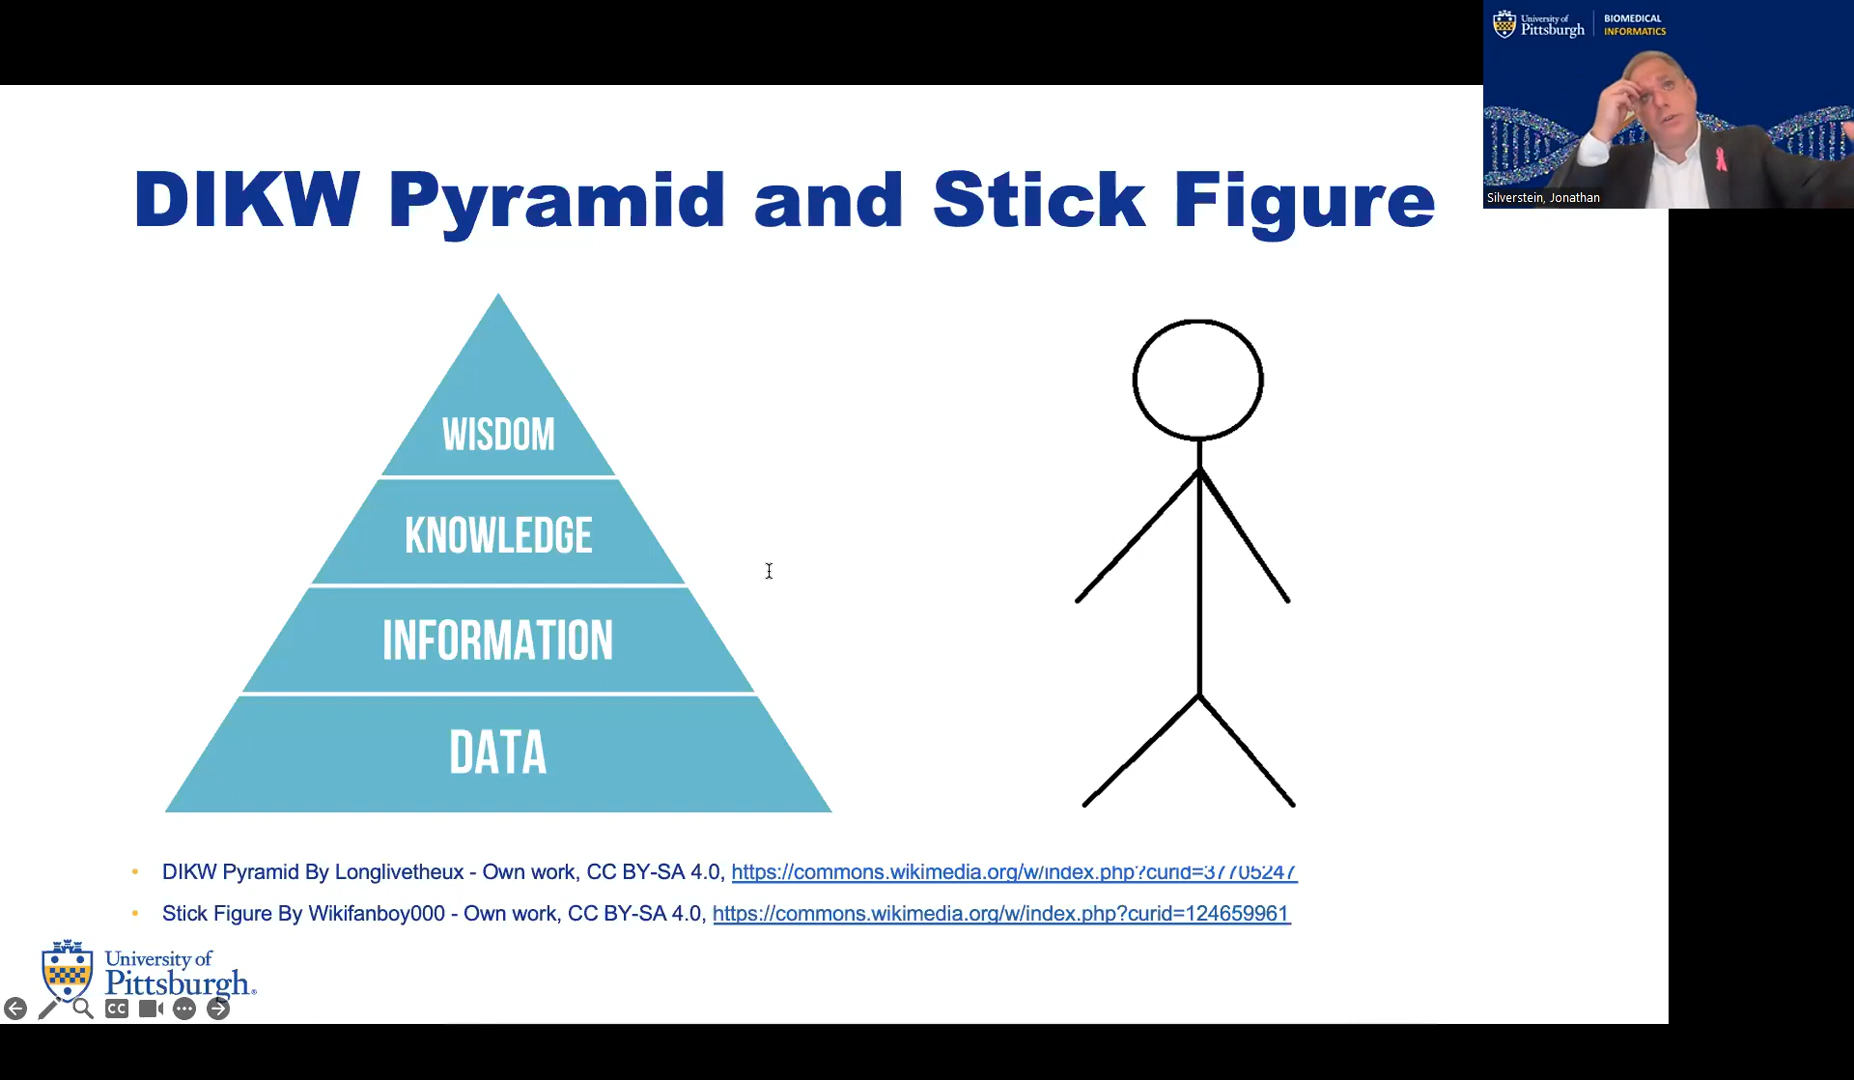 University of
Pittsburgh
BIOMEDICAL
INFORMATICS
Silverstein, Jonathan
DIKW Pyramid and Stick Figure
WISDOM
KNOWLEDGE
INFORMATION
DATA
• DIKW Pyramid By Longlivetheux - Own work, CC BY-SA 4.0, https://commons.wikimedia.org/w/index.php?curid=37705247
• Stick Figure By Wikifanboy000 - Own work, CC BY-SA 4.0, https://commons.wikimedia.org/w/index.php?curid=124659961
University of
Pittsburgh®
CC